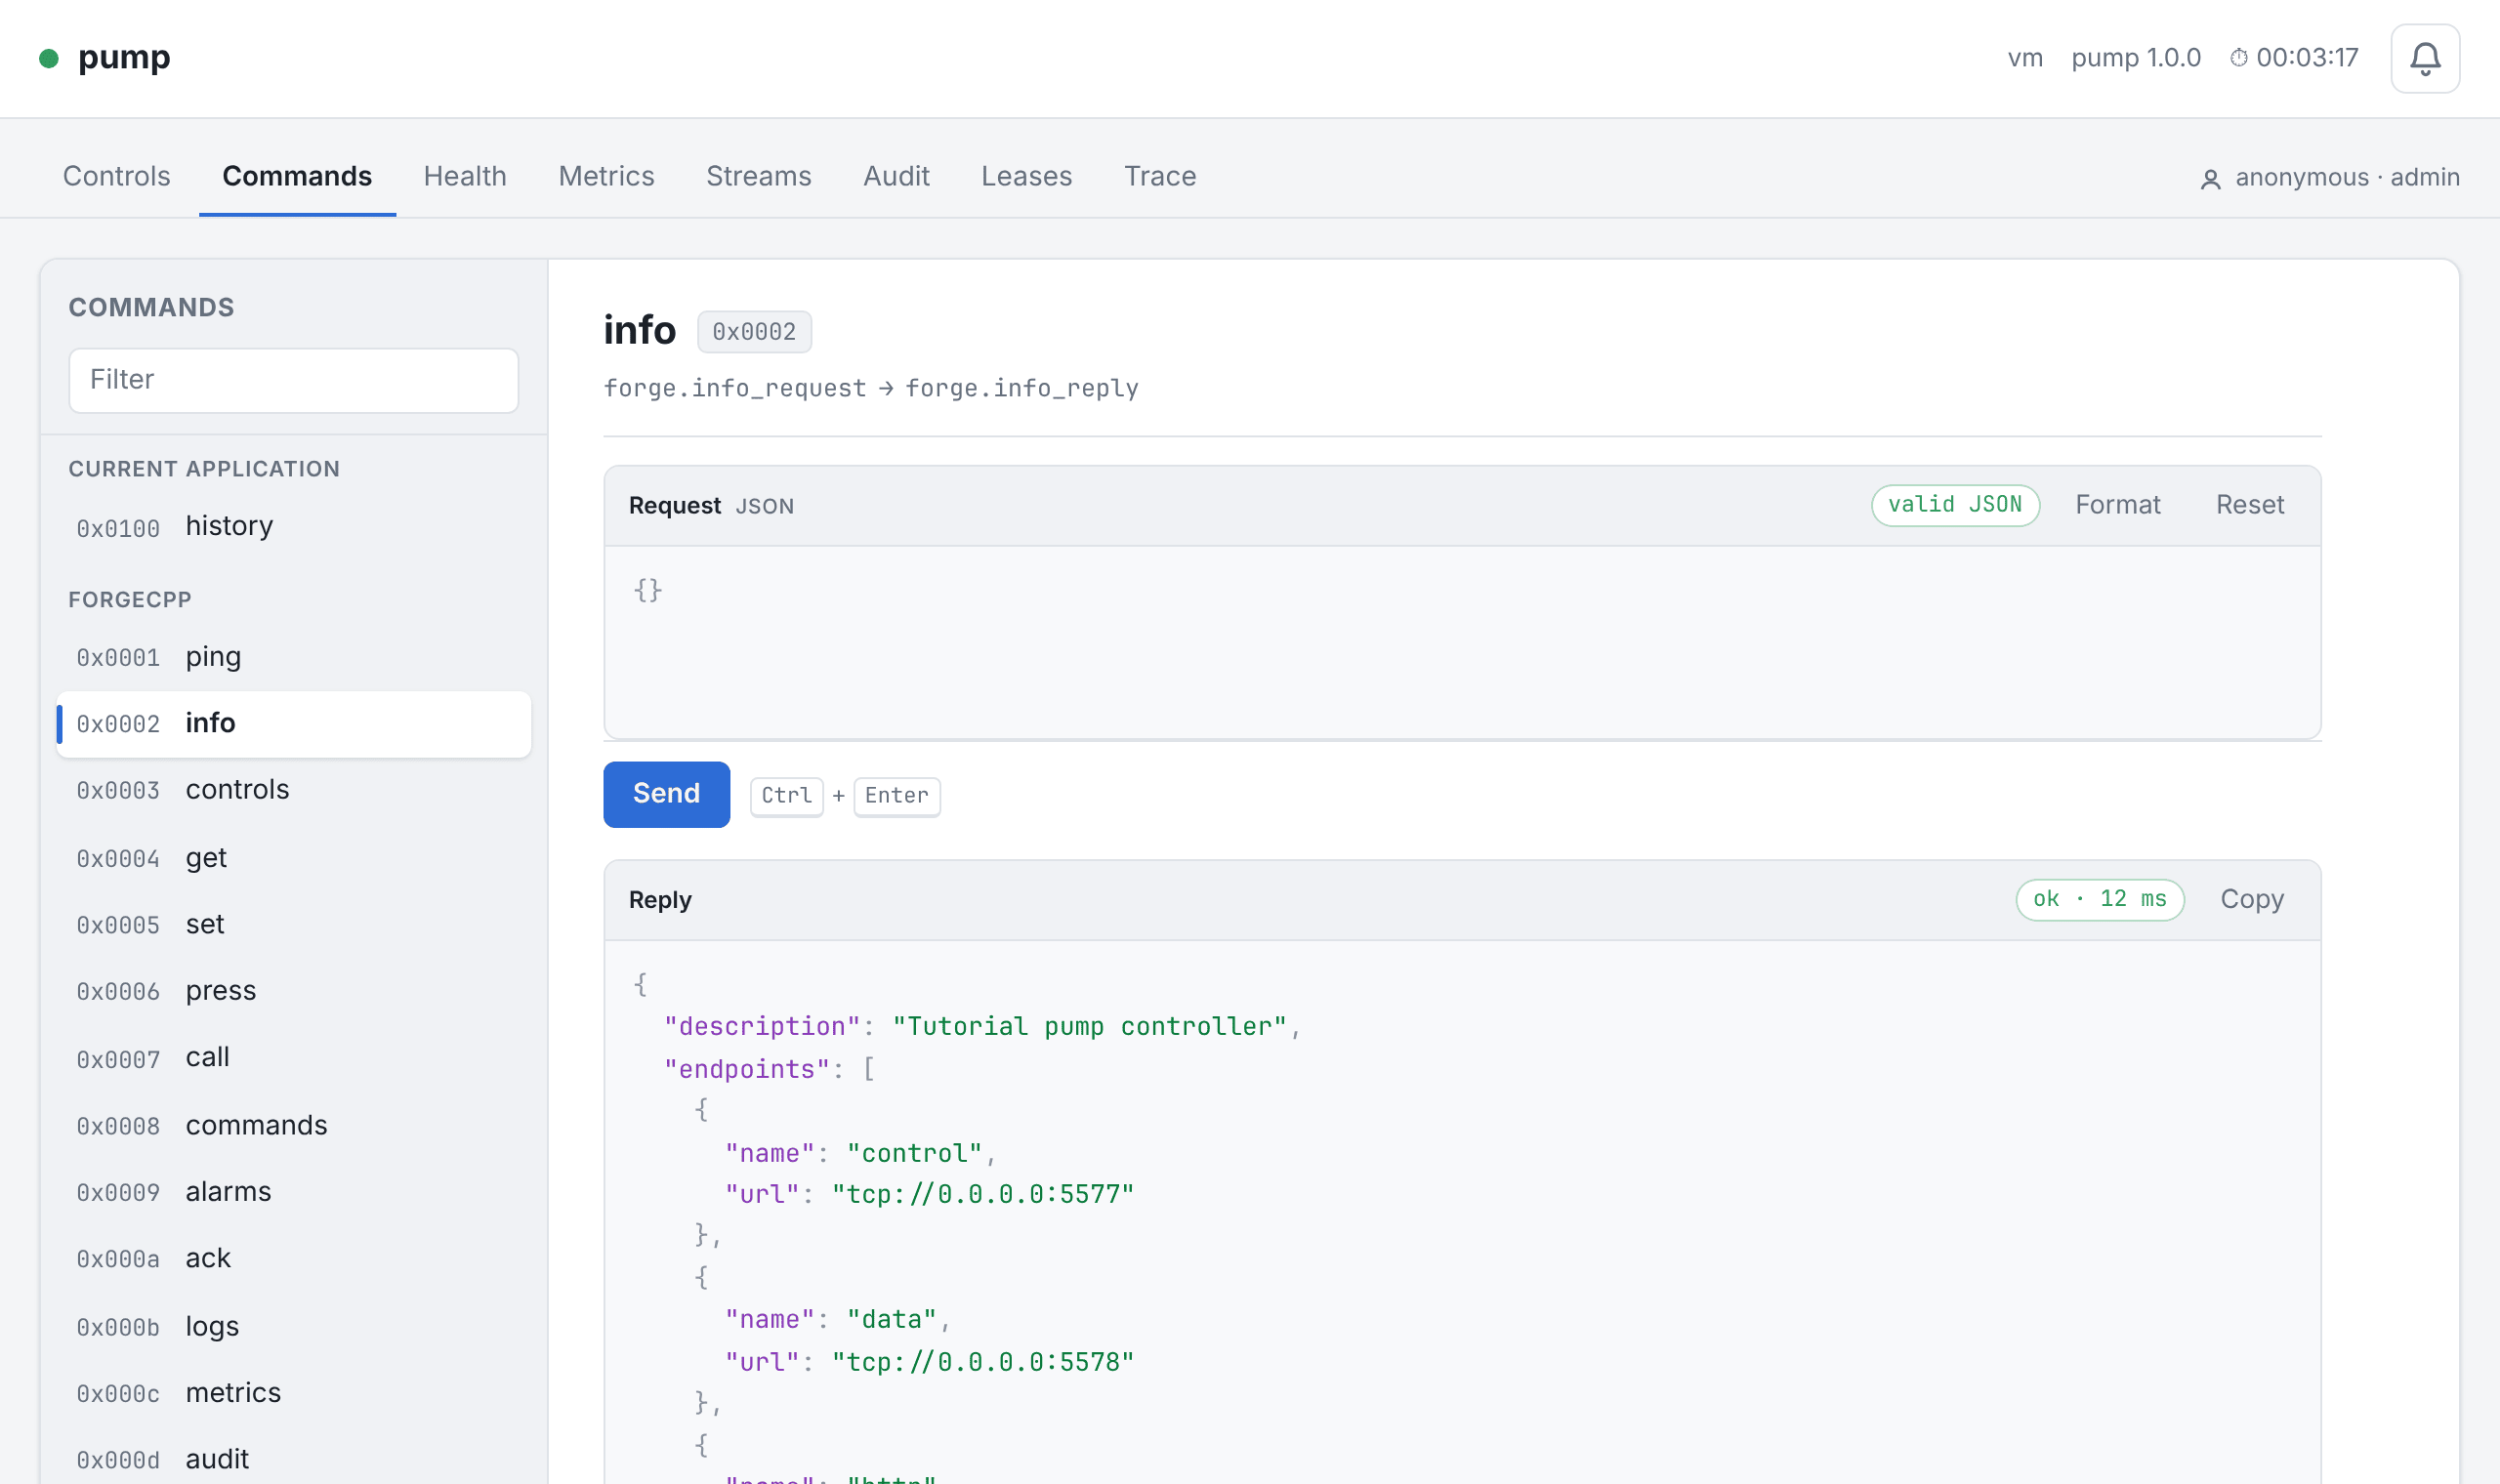 pump
vm pump 1.0.0 00:03:17
Controls Commands Health Metrics Streams Audit Leases Trace
anonymous · admin
COMMANDS
Filter
CURRENT APPLICATION
0x0100 history
FORGECPP
0x0001 ping
0x0002 info
0x0003 controls
0x0004 get
0x0005 set
0x0006 press
0x0007 call
0x0008 commands
0x0009 alarms
0x000a ack
0x000b logs
0x000c metrics
0x000d audit
info 0x0002
forge.info_request → forge.info_reply
Request JSON valid JSON Format Reset
{}
Send Ctrl + Enter
Reply ok · 12 ms Copy
{
"description": "Tutorial pump controller",
"endpoints": [
{
"name": "control",
"url": "tcp://0.0.0.0:5577"
},
{
"name": "data",
"url": "tcp://0.0.0.0:5578"
},
{